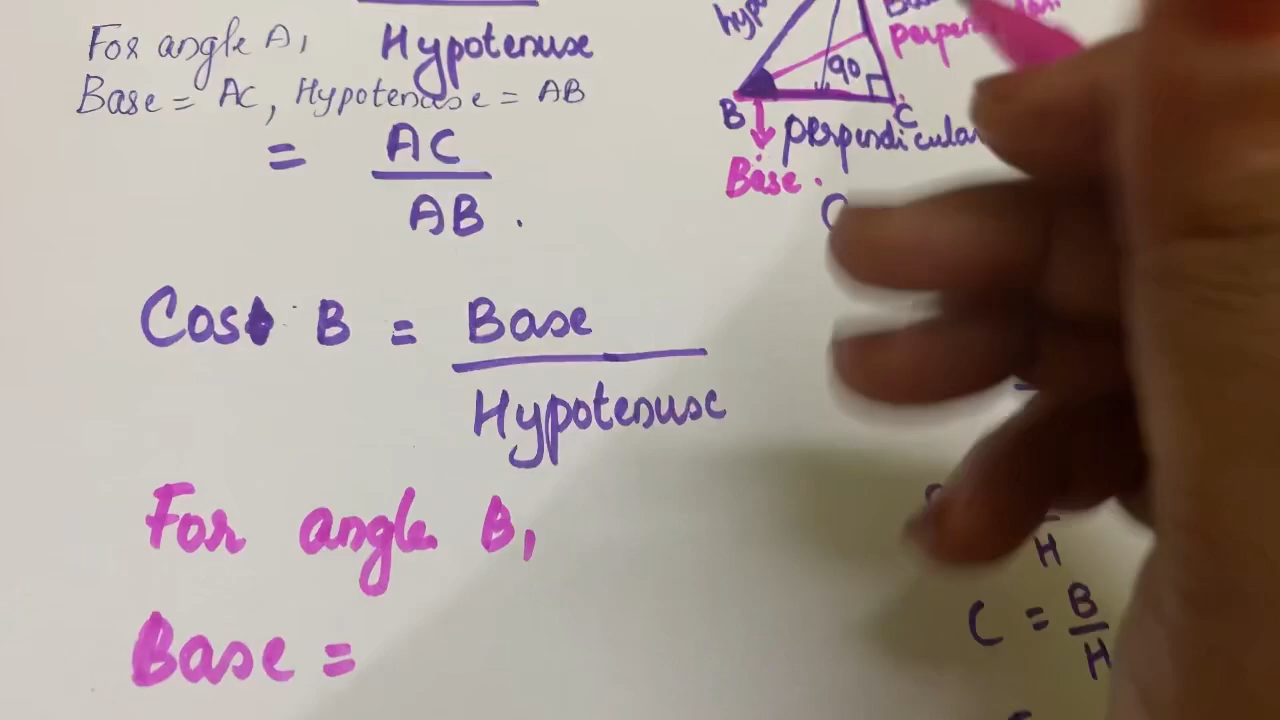 For angle A, Hypotenuse
Base = AC, Hypotenuse = AB
= AC
AB .
Cos B = Base
Hypotenuse
For angle B,
Base =
90
B
C
perpendicular
Base .
H
C = B
H